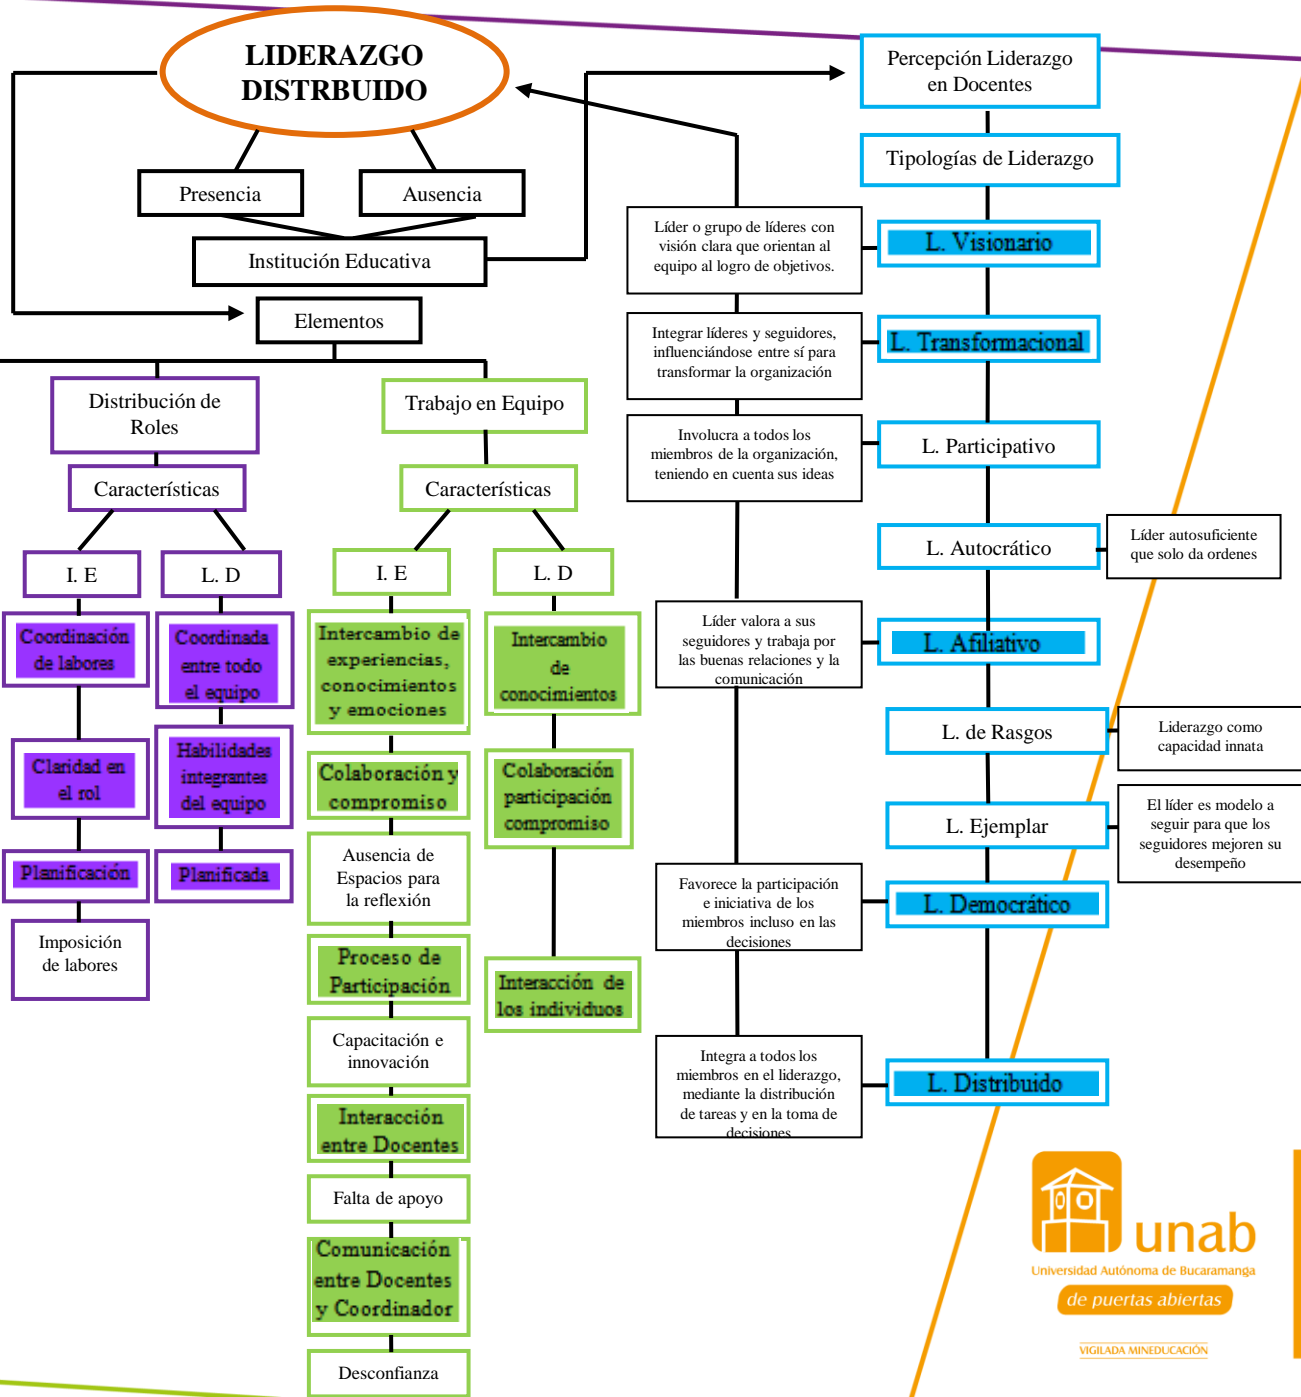 LIDERAZGO
DISTRBUIDO
Presencia
Ausencia
Institución Educativa
Elementos
Distribución de
Roles
Características
I. E
L. D
Coordinación
de labores
Claridad en
el rol
Planificación
Imposición
de labores
Coordinada
entre todo
el equipo
Habilidades
integrantes
del equipo
Planificada
Trabajo en Equipo
Características
I. E
L. D
Intercambio de
experiencias,
conocimientos
y emociones
Colaboración y
compromiso
Ausencia de
Espacios para
la reflexión
Proceso de
Participación
Capacitación e
innovación
Interacción
entre Docentes
Falta de apoyo
Comunicación
entre Docentes
y Coordinador
Desconfianza
Intercambio
de
conocimientos
Colaboración
participación
compromiso
Interacción de
los individuos
Percepción Liderazgo
en Docentes
Tipologías de Liderazgo
Líder o grupo de líderes con
visión clara que orientan al
equipo al logro de objetivos.
L. Visionario
Integrar líderes y seguidores,
influenciándose entre sí para
transformar la organización
L. Transformacional
Involucra a todos los
miembros de la organización,
teniendo en cuenta sus ideas
L. Participativo
L. Autocrático
Líder autosuficiente
que solo da ordenes
Líder valora a sus
seguidores y trabaja por
las buenas relaciones y la
comunicación
L. Afiliativo
L. de Rasgos
Liderazgo como
capacidad innata
L. Ejemplar
El líder es modelo a
seguir para que los
seguidores mejoren su
desempeño
Favorece la participación
e iniciativa de los
miembros incluso en las
decisiones
L. Democrático
Integra a todos los
miembros en el liderazgo,
mediante la distribución
de tareas y en la toma de
decisiones
L. Distribuido
unab
Universidad Autónoma de Bucaramanga
de puertas abiertas
VIGILADA MINEDUCACIÓN